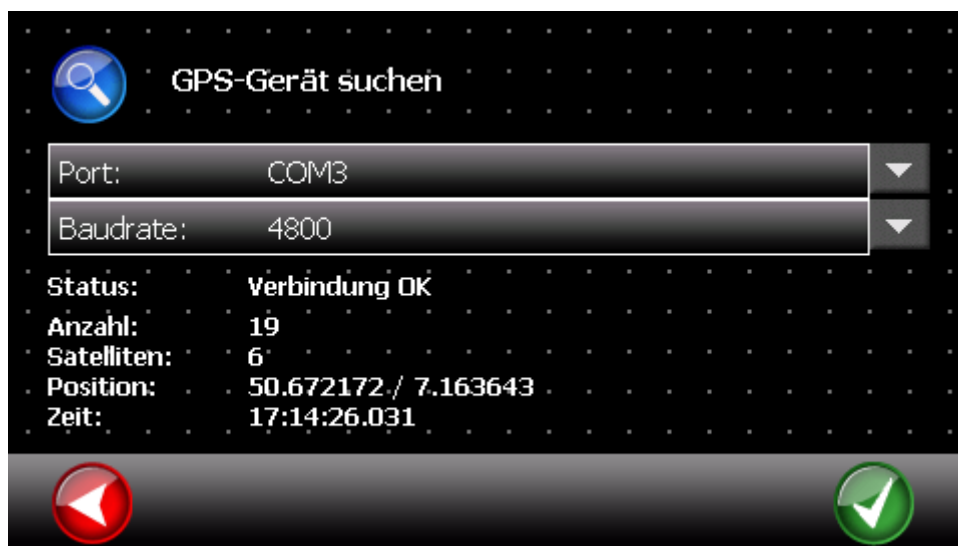 GPS-Gerät suchen
Port: COM3
Baudrate: 4800
Status: Verbindung OK
Anzahl: 19
Satelliten: 6
Position: 50.672172 / 7.163643
Zeit: 17:14:26.031